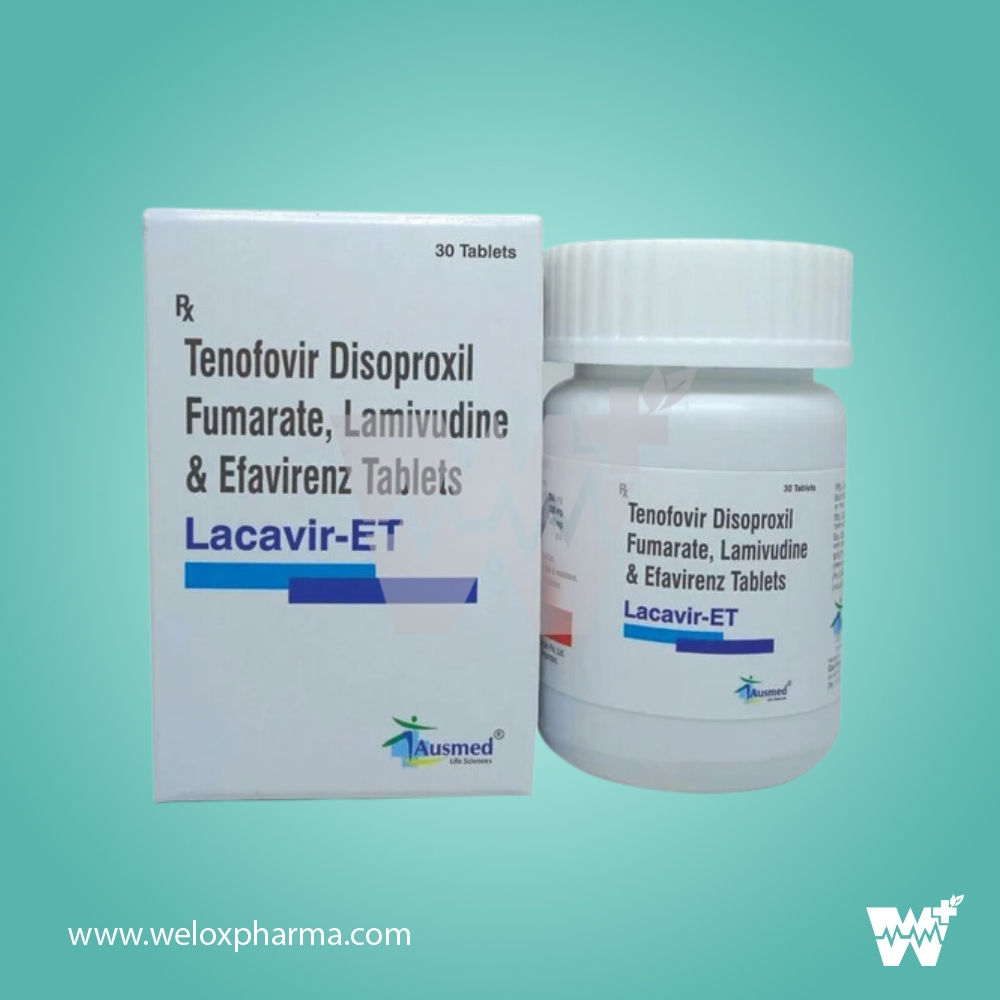 30 Tablets
Rx
Tenofovir Disoproxil
Fumarate, Lamivudine
& Efavirenz Tablets
Lacavir-ET
Ausmed®
Life Sciences
30 Tablets
Rx
Tenofovir Disoproxil
Fumarate, Lamivudine
& Efavirenz Tablets
Lacavir-ET
Ausmed®
www.weloxpharma.com
W+